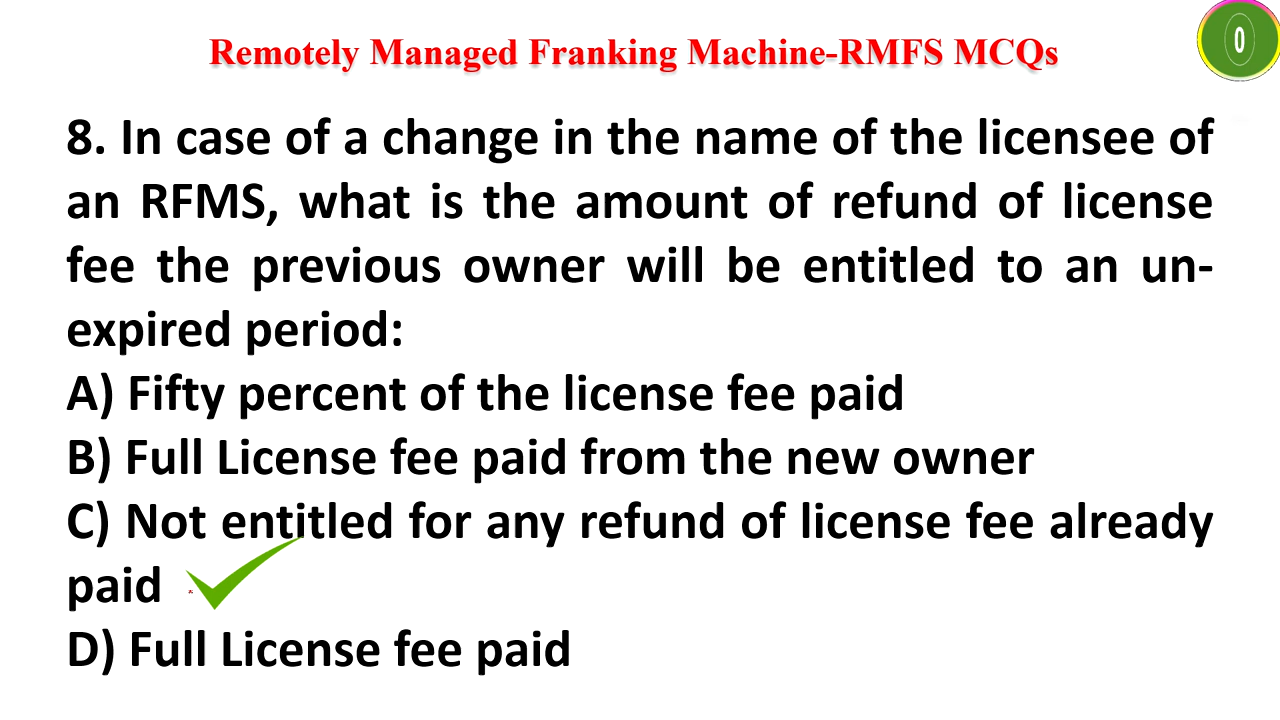 Remotely Managed Franking Machine-RMFS MCQs
0
8. In case of a change in the name of the licensee of
an RFMS, what is the amount of refund of license
fee the previous owner will be entitled to an un-
expired period:
A) Fifty percent of the license fee paid
B) Full License fee paid from the new owner
C) Not entitled for any refund of license fee already
paid
D) Full License fee paid